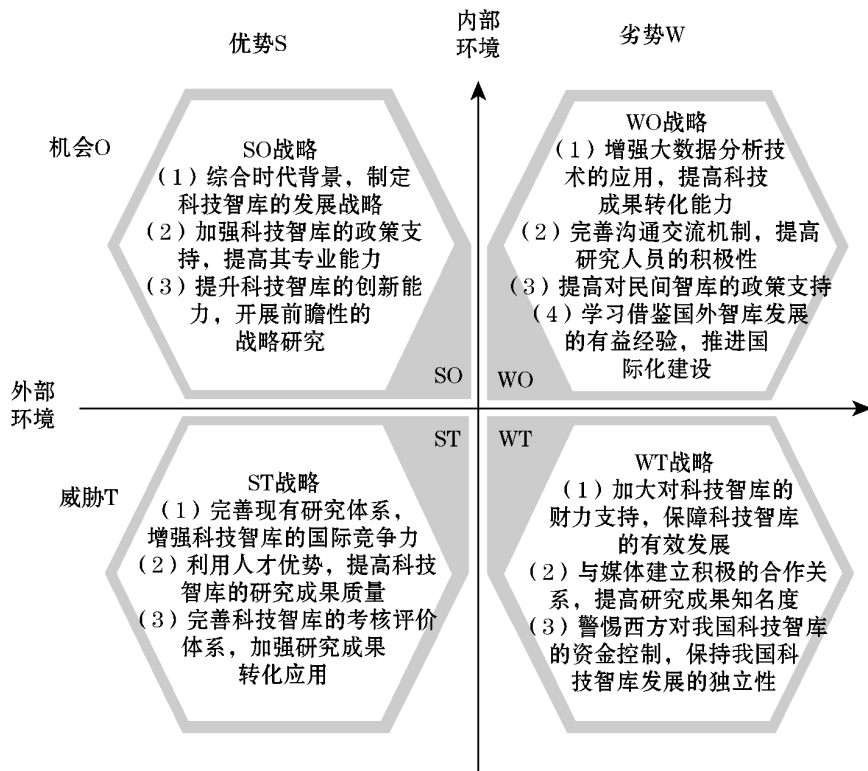 优势S
内部
环境
劣势W
机会O
SO战略
（1）综合时代背景，制定
科技智库的发展战略
（2）加强科技智库的政策支
持，提高其专业能力
（3）提升科技智库的创新能
力，开展前瞻性的
战略研究
SO
WO战略
（1）增强大数据分析技
术的应用，提高科技
成果转化能力
（2）完善沟通交流机制，提高
研究人员的积极性
（3）提高对民间智库的政策支持
（4）学习借鉴国外智库发展
的有益经验，推进国
际化建设
WO
外部
环境
威胁T
ST
ST战略
（1）完善现有研究体系，
增强科技智库的国际竞争力
（2）利用人才优势，提高科技
智库的研究成果质量
（3）完善科技智库的考核评价
体系，加强研究成果
转化应用
WT
WT战略
（1）加大对科技智库的
财力支持，保障科技智库
的有效发展
（2）与媒体建立积极的合作关
系，提高研究成果知名度
（3）警惕西方对我国科技智库
的资金控制，保持我国科
技智库发展的独立性